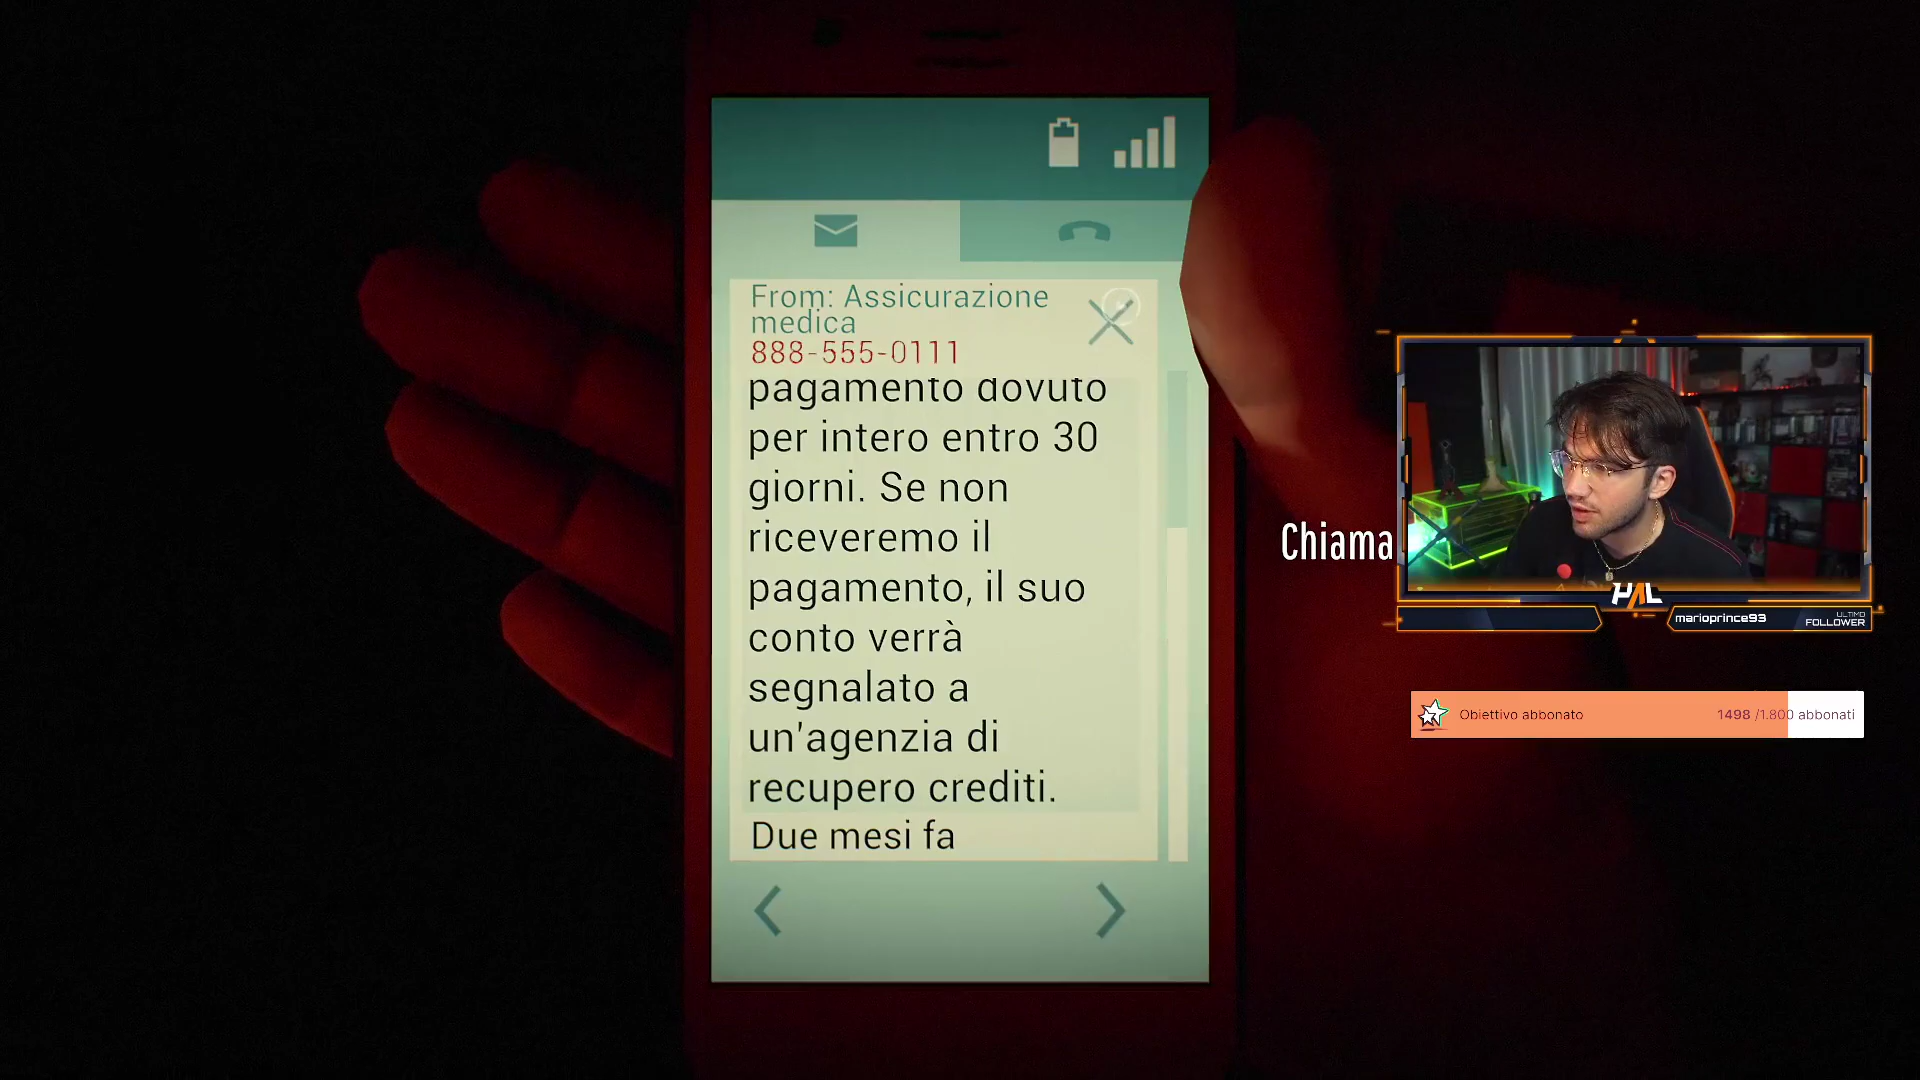 From: Assicurazione
medica
888-555-0111
pagamento dovuto
per intero entro 30
giorni. Se non
riceveremo il
pagamento, il suo
conto verrà
segnalato a
un'agenzia di
recupero crediti.
Due mesi fa
Chiama
PAL
marioprince93
ULTIMO
FOLLOWER
Obiettivo abbonato
1498 /1.800 abbonati